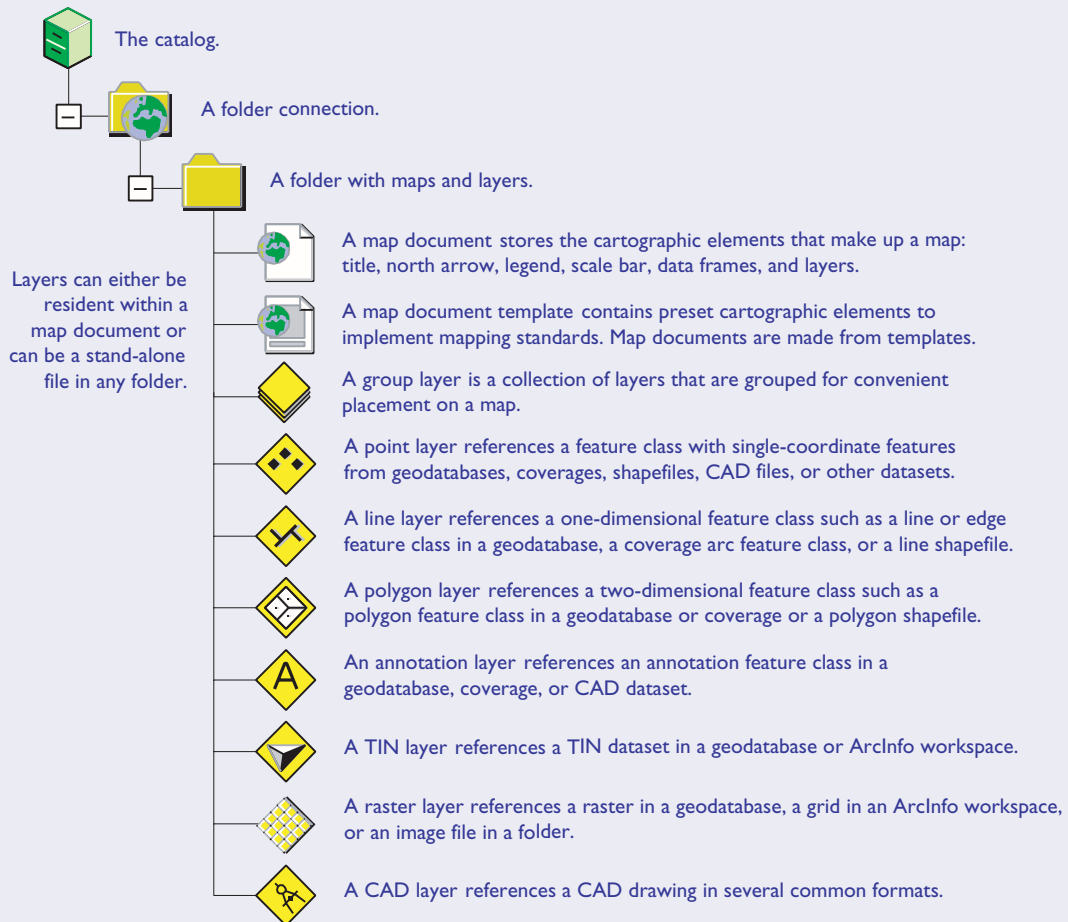 The catalog.
A folder connection.
A folder with maps and layers.
A map document stores the cartographic elements that make up a map:
title, north arrow, legend, scale bar, data frames, and layers.
Layers can either be
resident within a
map document or
can be a stand-alone
file in any folder.
A map document template contains preset cartographic elements to
implement mapping standards. Map documents are made from templates.
A group layer is a collection of layers that are grouped for convenient
placement on a map.
A point layer references a feature class with single-coordinate features
from geodatabases, coverages, shapefiles, CAD files, or other datasets.
A line layer references a one-dimensional feature class such as a line or edge
feature class in a geodatabase, a coverage arc feature class, or a line shapefile.
A polygon layer references a two-dimensional feature class such as a
polygon feature class in a geodatabase or coverage or a polygon shapefile.
A
An annotation layer references an annotation feature class in a
geodatabase, coverage, or CAD dataset.
A TIN layer references a TIN dataset in a geodatabase or ArcInfo workspace.
A raster layer references a raster in a geodatabase, a grid in an ArcInfo workspace,
or an image file in a folder.
A CAD layer references a CAD drawing in several common formats.